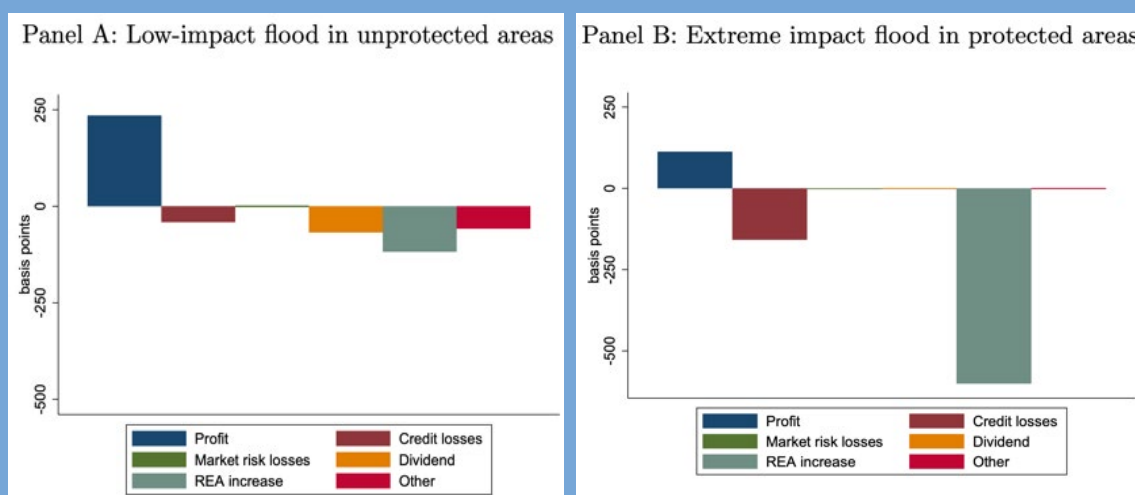 Panel A: Low-impact flood in unprotected areas
250
0
-250
-500
basis points
Profit
Credit losses
Market risk losses
Dividend
REA increase
Other
Panel B: Extreme impact flood in protected areas
250
0
-250
-500
basis points
Profit
Credit losses
Market risk losses
Dividend
REA increase
Other